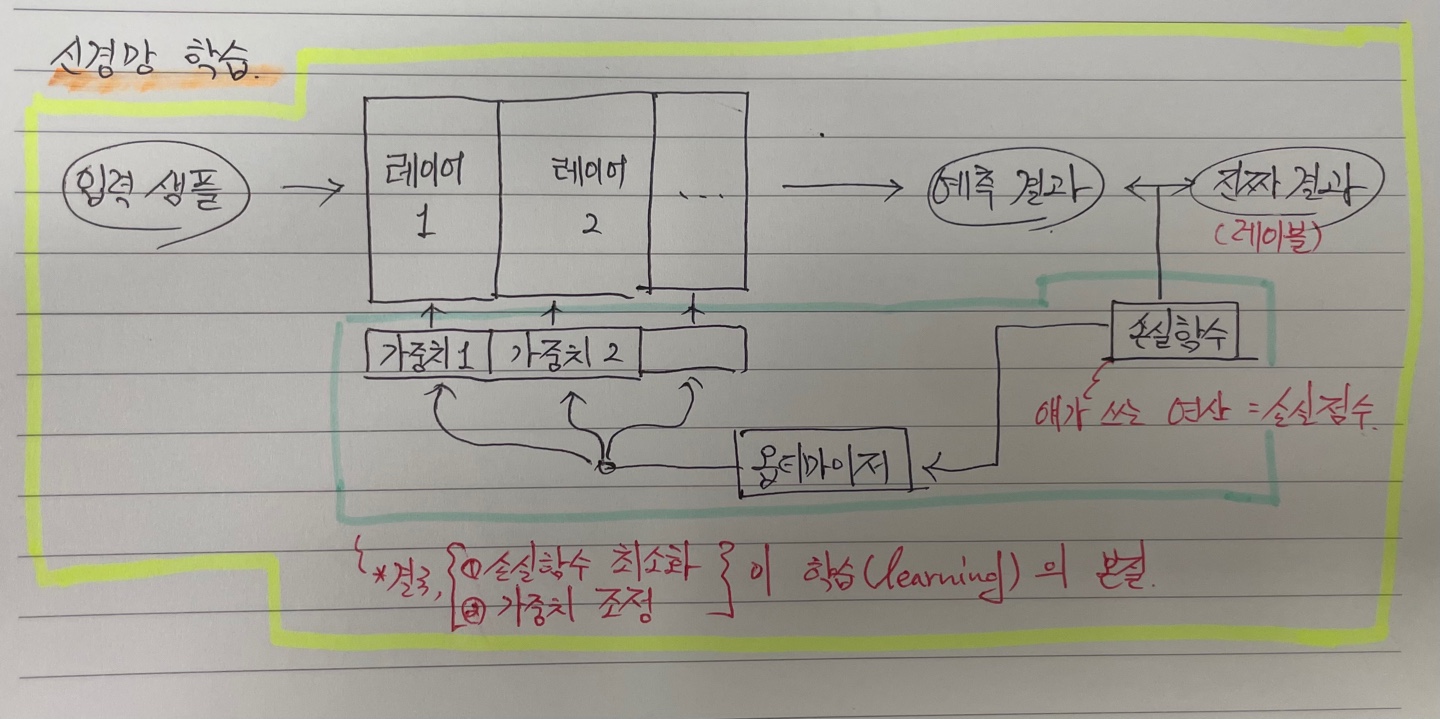 신경망 학습.
입력 샘플 → 레이어 1 레이어 2 ... → 예측 결과 ↔ 진짜 결과
(레이블)
가중치 1 가중치 2
손실함수
얘가 쓰는 연산 = 손실점수.
옵티마이저
*결국, ① 손실함수 최소화
② 가중치 조정
이 학습(learning)의 본질.